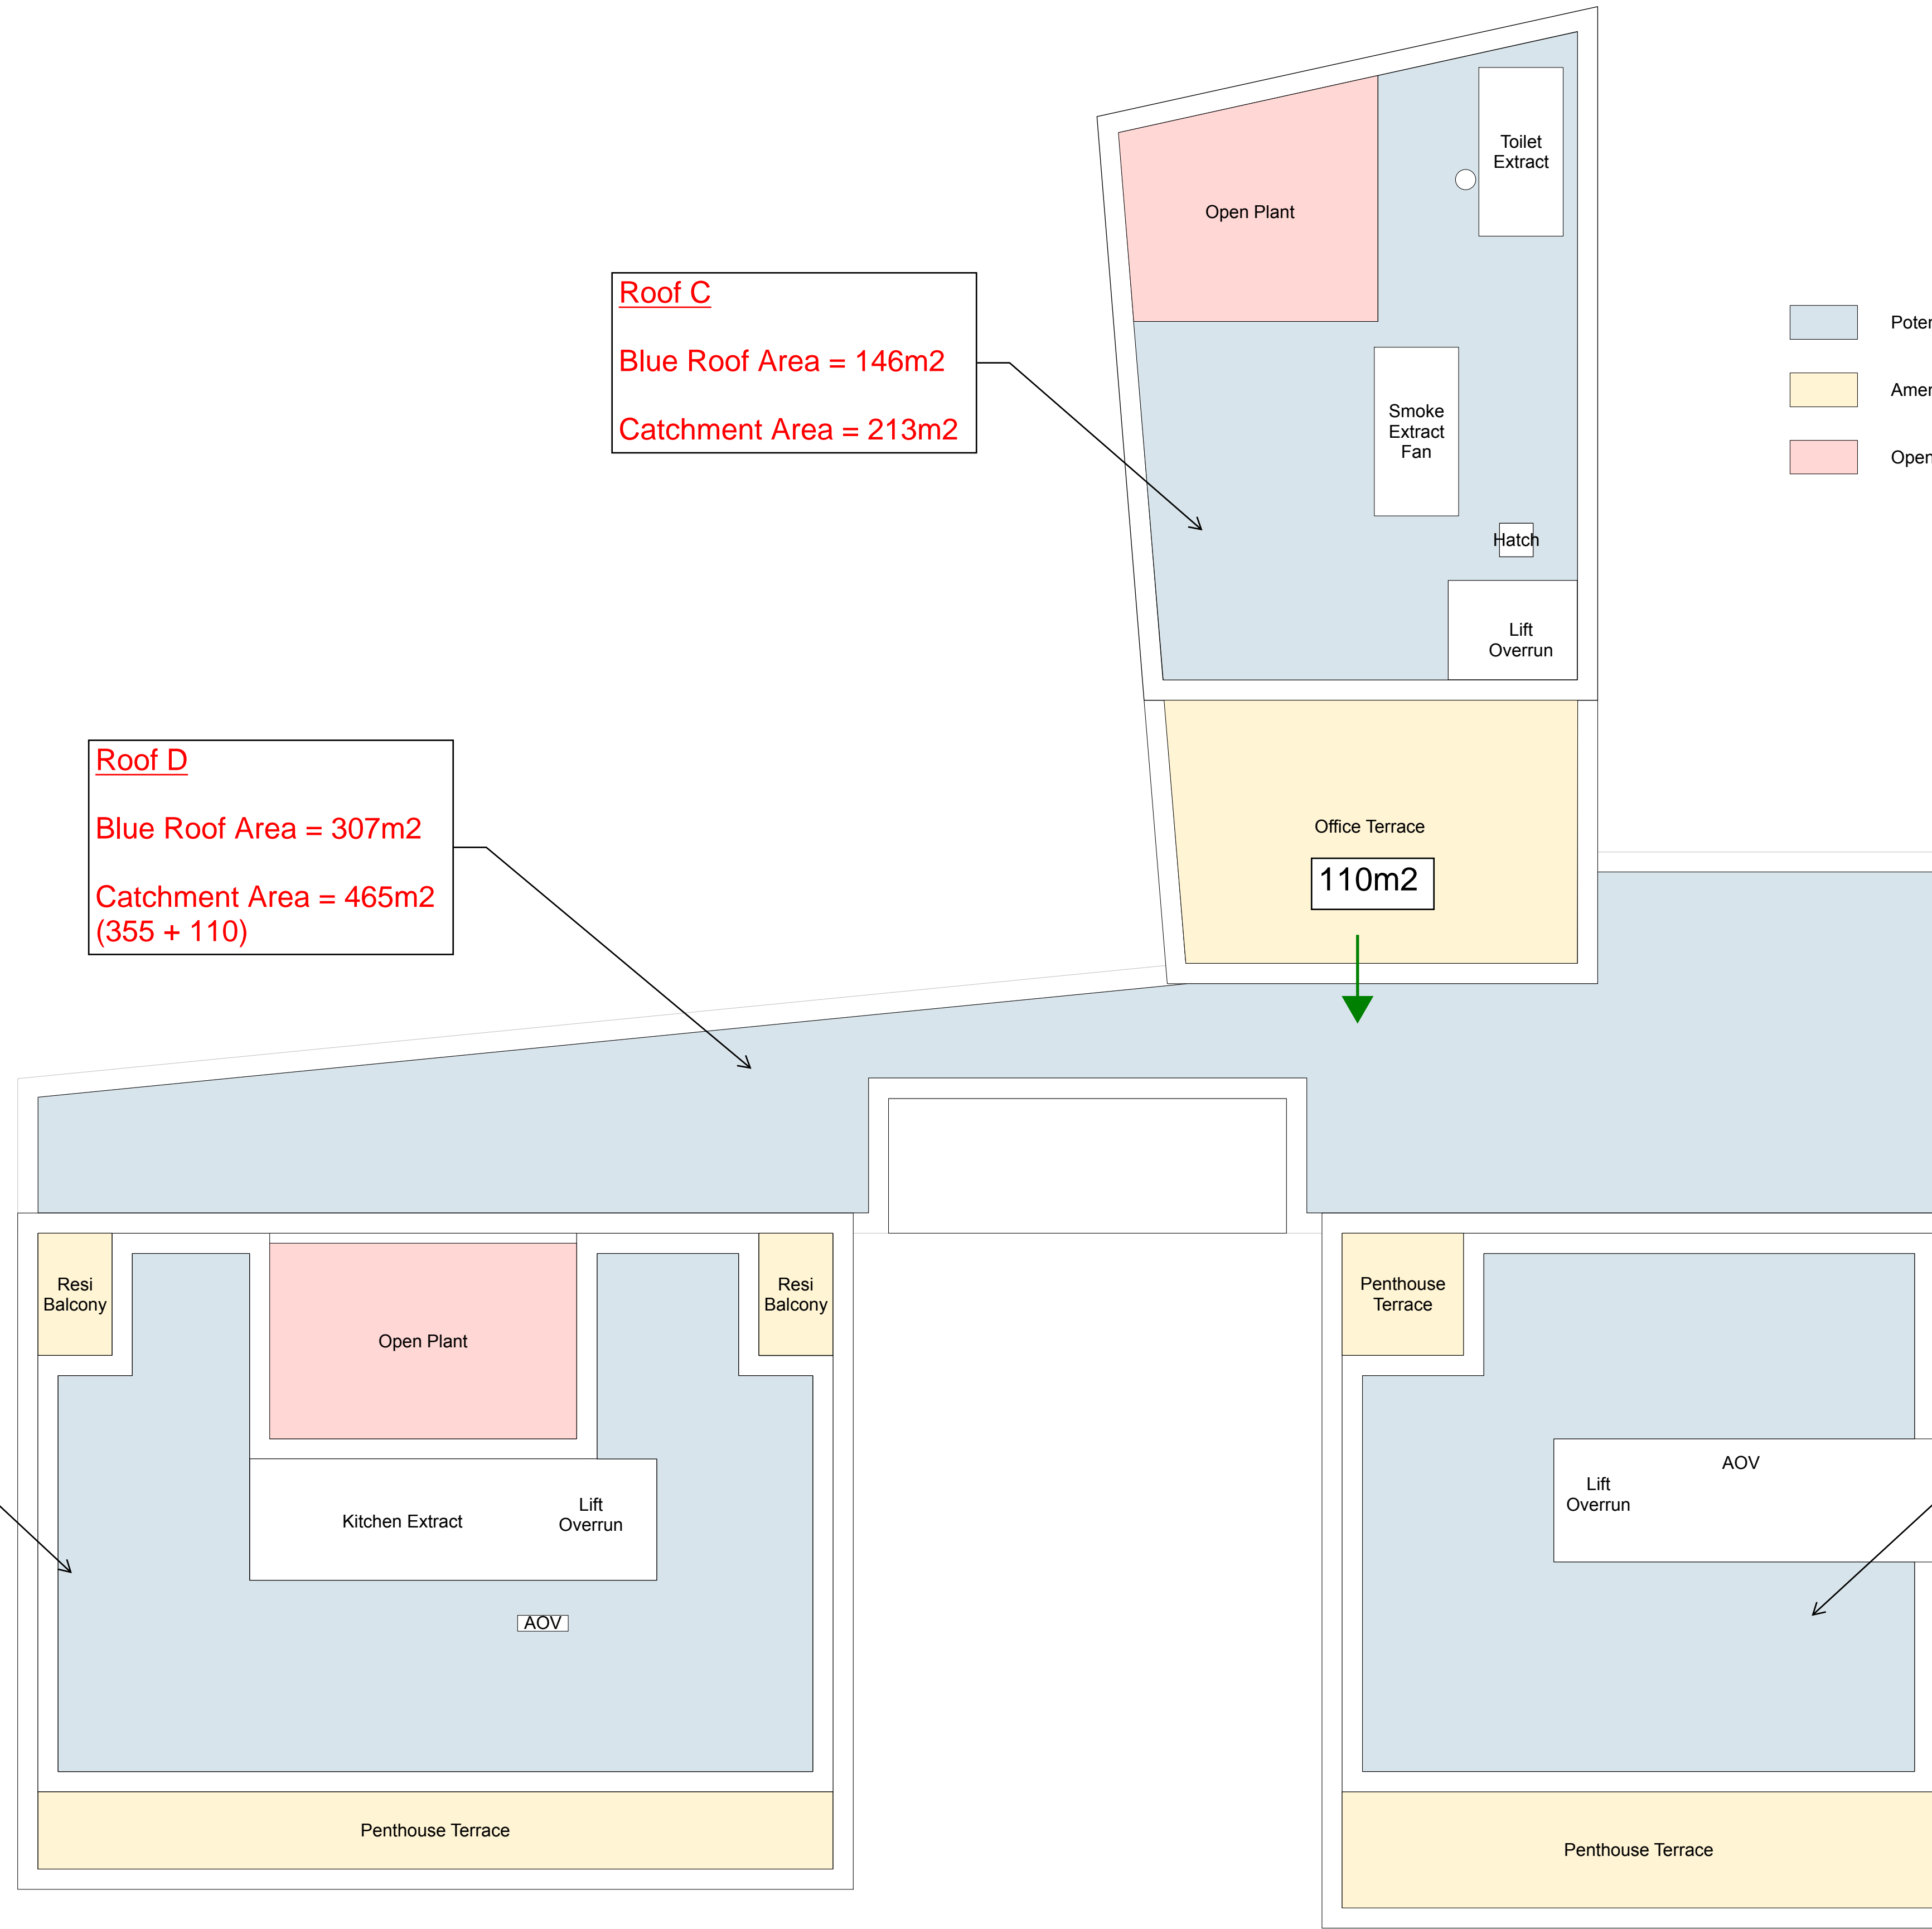 Toilet
Extract
Open Plant
Roof C
Blue Roof Area = 146m2
Catchment Area = 213m2
Smoke
Extract
Fan
Hatch
Lift
Overrun
Roof D
Blue Roof Area = 307m2
Catchment Area = 465m2
(355 + 110)
Office Terrace
110m2
Resi
Balcony
Open Plant
Resi
Balcony
Kitchen Extract
Lift
Overrun
AOV
Penthouse Terrace
Penthouse
Terrace
AOV
Lift
Overrun
Penthouse Terrace